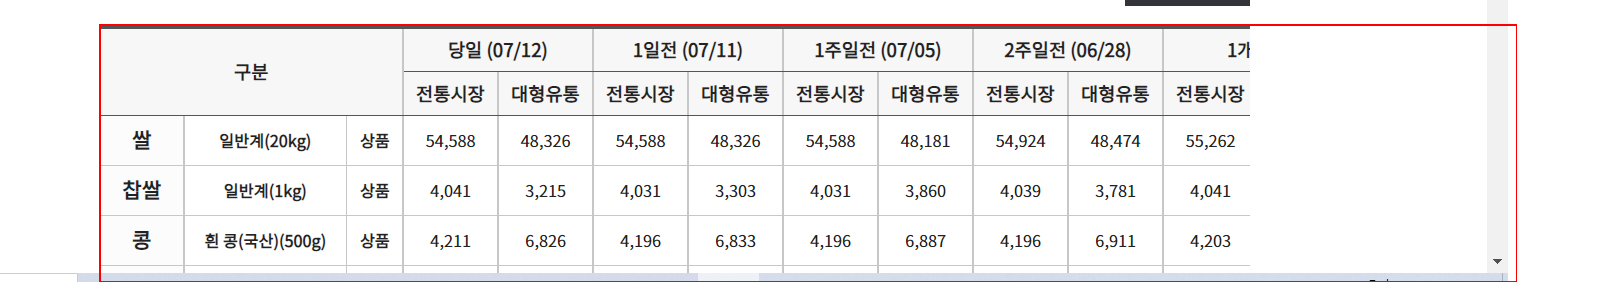 구분 당일 (07/12) 1일전 (07/11) 1주일전 (07/05) 2주일전 (06/28) 1개
전통시장 대형유통 전통시장 대형유통 전통시장 대형유통 전통시장 대형유통 전통시장
쌀 일반계(20kg) 상품 54,588 48,326 54,588 48,326 54,588 48,181 54,924 48,474 55,262
찹쌀 일반계(1kg) 상품 4,041 3,215 4,031 3,303 4,031 3,860 4,039 3,781 4,041
콩 흰 콩(국산)(500g) 상품 4,211 6,826 4,196 6,833 4,196 6,887 4,196 6,911 4,203